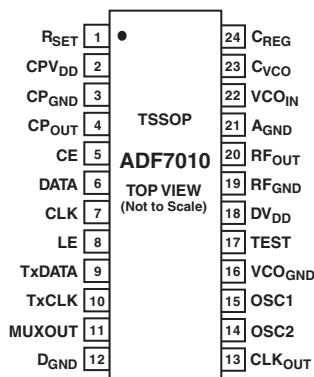 RSET 1 24 CREG
CPVDD 2 23 CVCO
CPGND 3 22 VCOIN
CPOUT 4 TSSOP 21 AGND
CE 5 ADF7010 20 RFOUT
DATA 6 TOP VIEW 19 RFGND
CLK 7 (Not to Scale) 18 DVDD
LE 8 17 TEST
TxDATA 9 16 VCOGND
TxCLK 10 15 OSC1
MUXOUT 11 14 OSC2
DGND 12 13 CLKOUT